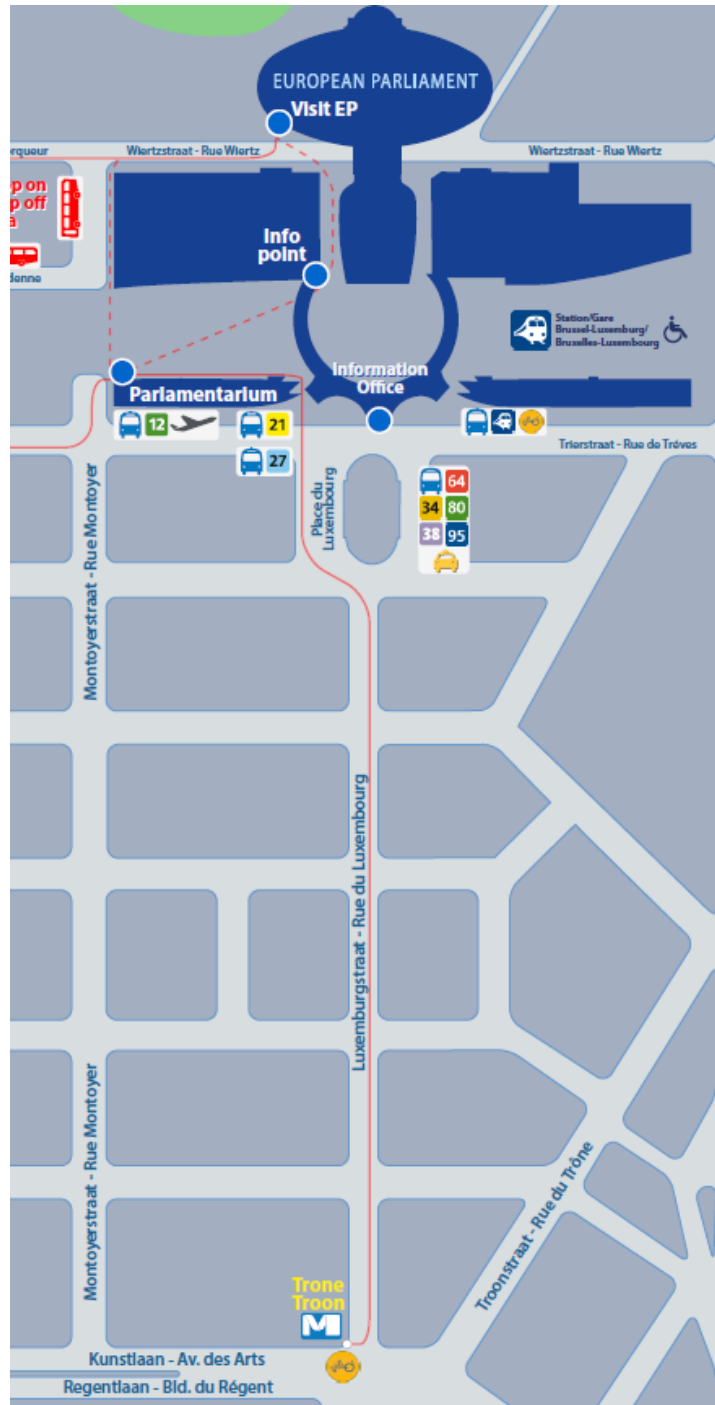 EUROPEAN PARLIAMENT
Visit EP
Wiertzstraat - Rue Wiertz
Wiertzstraat - Rue Wiertz
Info
point
Station/Gare
Brussel-Luxemburg/
Bruxelles-Luxembourg
Information
Office
Parlamentarium
12
21
27
Trierstraat - Rue de Tréves
Place du
Luxembourg
64
34 80
38 95
Montoyerstraat - Rue Montoyer
Luxemburgstraat - Rue du Luxembourg
Montoyerstraat - Rue Montoyer
Troonstraat - Rue du Trône
Trone
Troon
M
Kunstlaan - Av. des Arts
Regentlaan - Bld. du Régent